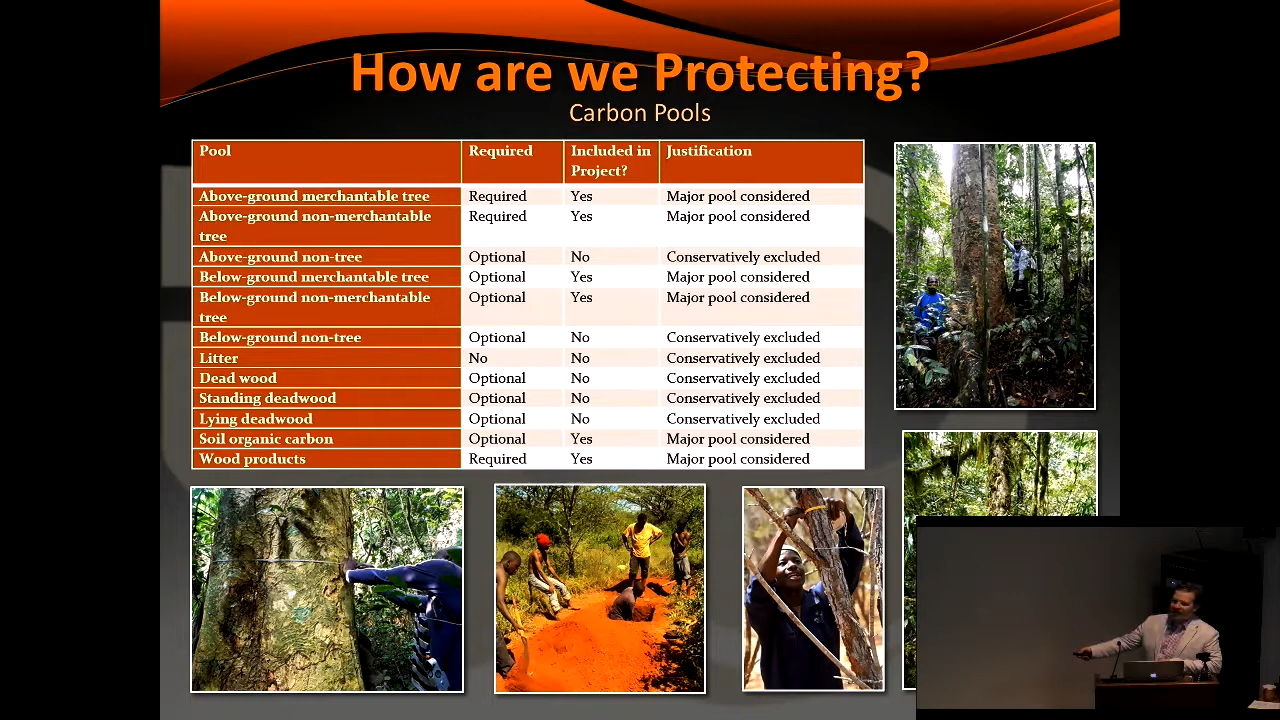 How are we Protecting?
Carbon Pools
Pool Required Included in Justification
Project?
Above-ground merchantable tree Required Yes Major pool considered
Above-ground non-merchantable Required Yes Major pool considered
tree
Above-ground non-tree Optional No Conservatively excluded
Below-ground merchantable tree Optional Yes Major pool considered
Below-ground non-merchantable Optional Yes Major pool considered
tree
Below-ground non-tree Optional No Conservatively excluded
Litter No No Conservatively excluded
Dead wood Optional No Conservatively excluded
Standing deadwood Optional No Conservatively excluded
Lying deadwood Optional No Conservatively excluded
Soil organic carbon Optional Yes Major pool considered
Wood products Required Yes Major pool considered